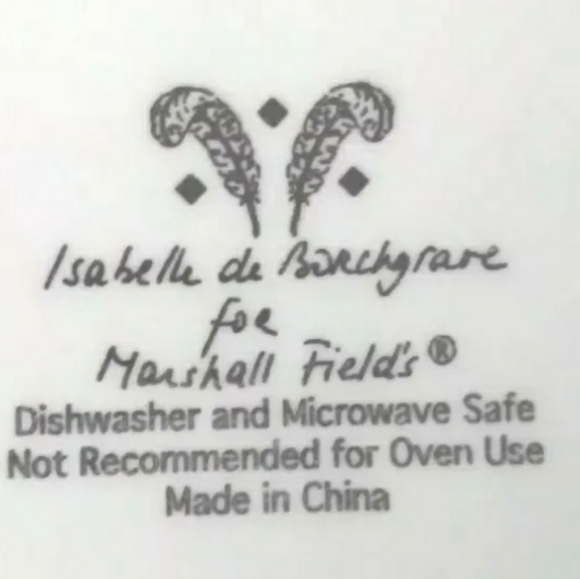 Isabelle de Borchgrave
for
Marshall Field's®
Dishwasher and Microwave Safe
Not Recommended for Oven Use
Made in China